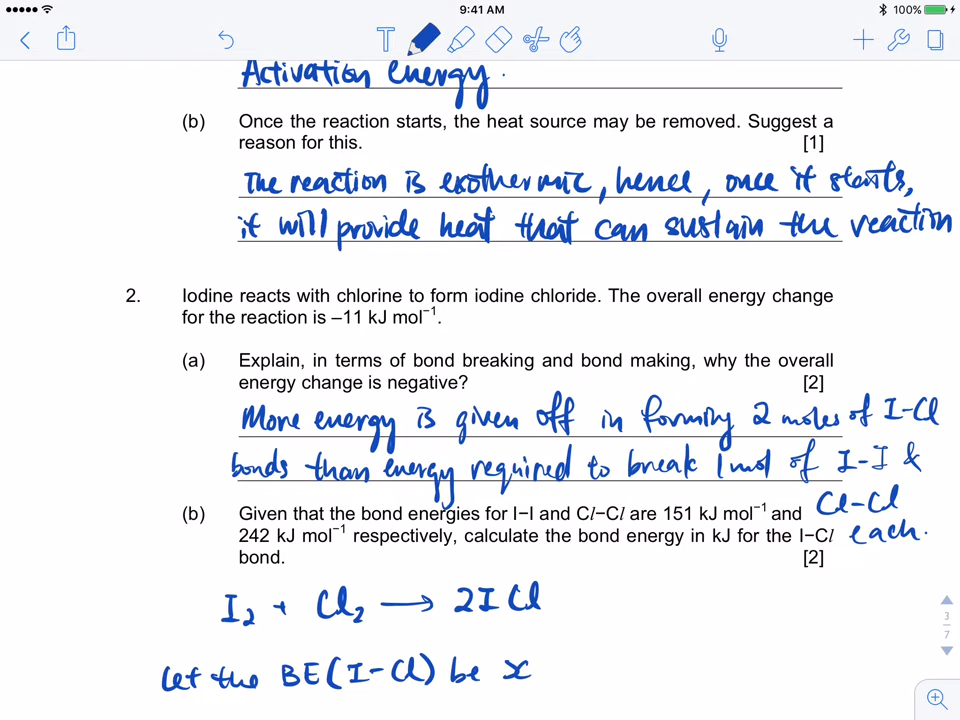 9:41 AM
100%
T
Activation energy.
(b) Once the reaction starts, the heat source may be removed. Suggest a
reason for this. [1]
The reaction is exothermic, hence, once it starts,
it will provide heat that can sustain the reaction
2. Iodine reacts with chlorine to form iodine chloride. The overall energy change
for the reaction is –11 kJ mol⁻¹.
(a) Explain, in terms of bond breaking and bond making, why the overall
energy change is negative? [2]
More energy is given off in forming 2 moles of I-Cl
bonds than energy required to break 1 mol of I-I &
Cl-Cl
each.
(b) Given that the bond energies for I−I and Cl−Cl are 151 kJ mol⁻¹ and
242 kJ mol⁻¹ respectively, calculate the bond energy in kJ for the I−Cl
bond. [2]
I₂ + Cl₂ → 2ICl
Let the BE(I-Cl) be x
3
7